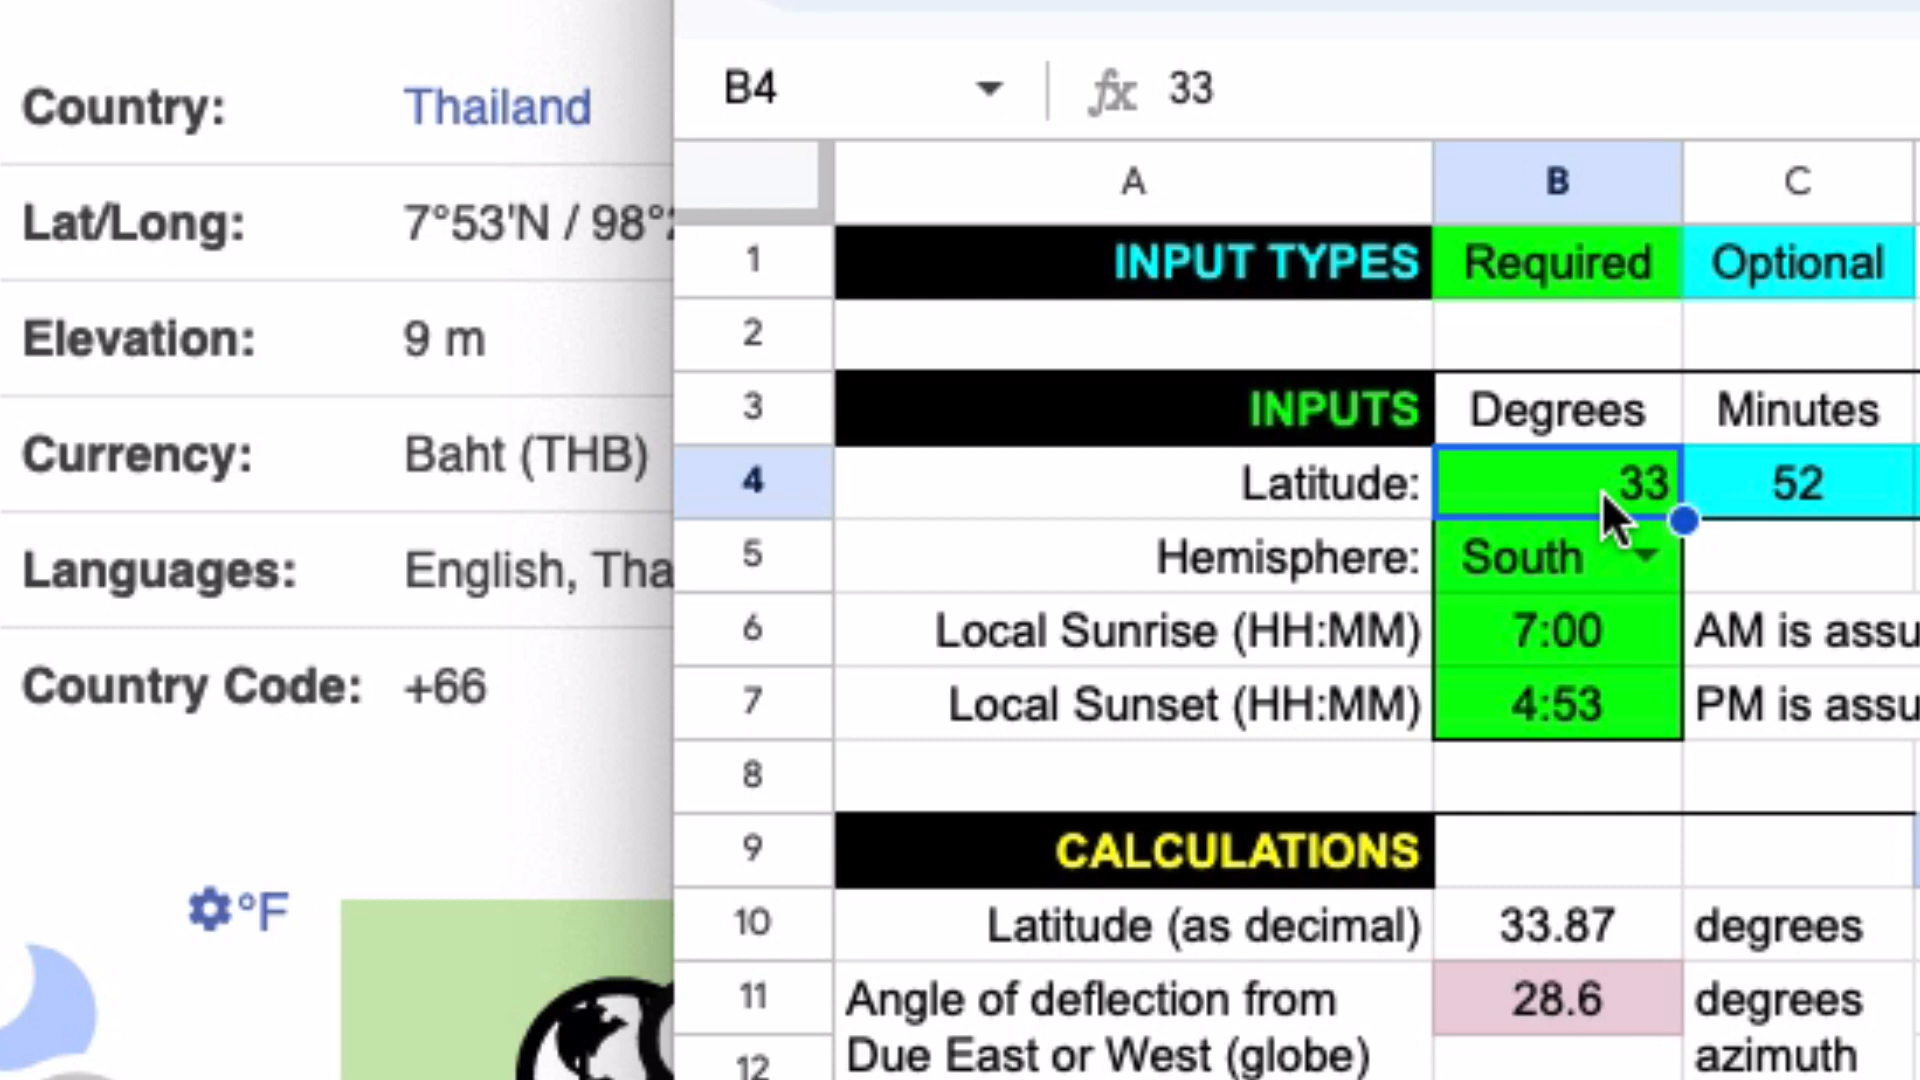 Country: Thailand
Lat/Long: 7°53'N / 98°
Elevation: 9 m
Currency: Baht (THB)
Languages: English, Tha
Country Code: +66
°F
B4 fx 33
A B C
1 INPUT TYPES Required Optional
2
3 INPUTS Degrees Minutes
4 Latitude: 33 52
5 Hemisphere: South
6 Local Sunrise (HH:MM) 7:00 AM is assu
7 Local Sunset (HH:MM) 4:53 PM is assu
8
9 CALCULATIONS
10 Latitude (as decimal) 33.87 degrees
11 Angle of deflection from 28.6 degrees
12 Due East or West (globe) azimuth